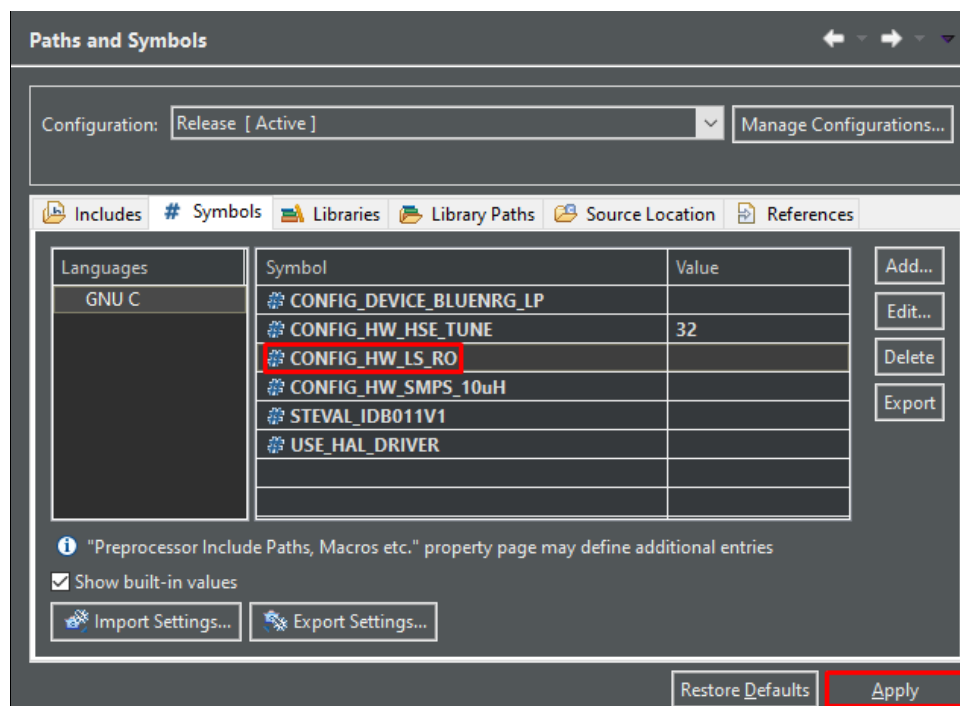 Paths and Symbols
Configuration: Release [ Active ] Manage Configurations...
Includes # Symbols Libraries Library Paths Source Location References
Languages Symbol Value Add...
GNU C CONFIG_DEVICE_BLUENRG_LP
Edit...
CONFIG_HW_HSE_TUNE 32
CONFIG_HW_LS_RO Delete
CONFIG_HW_SMPS_10uH
Export
STEVAL_IDB011V1
USE_HAL_DRIVER
"Preprocessor Include Paths, Macros etc." property page may define additional entries
Show built-in values
Import Settings... Export Settings...
Restore Defaults Apply